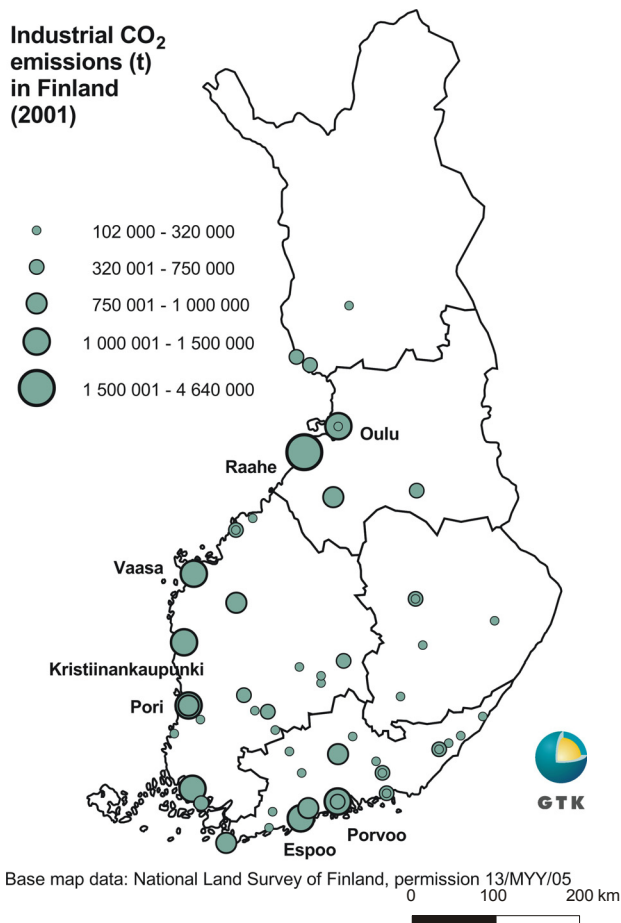 Industrial CO₂
emissions (t)
in Finland
(2001)
102 000 - 320 000
320 001 - 750 000
750 001 - 1 000 000
1 000 001 - 1 500 000
1 500 001 - 4 640 000
Oulu
Raahe
Vaasa
Kristiinankaupunki
Pori
GTK
Porvoo
Espoo
Base map data: National Land Survey of Finland, permission 13/MYY/05
0 100 200 km